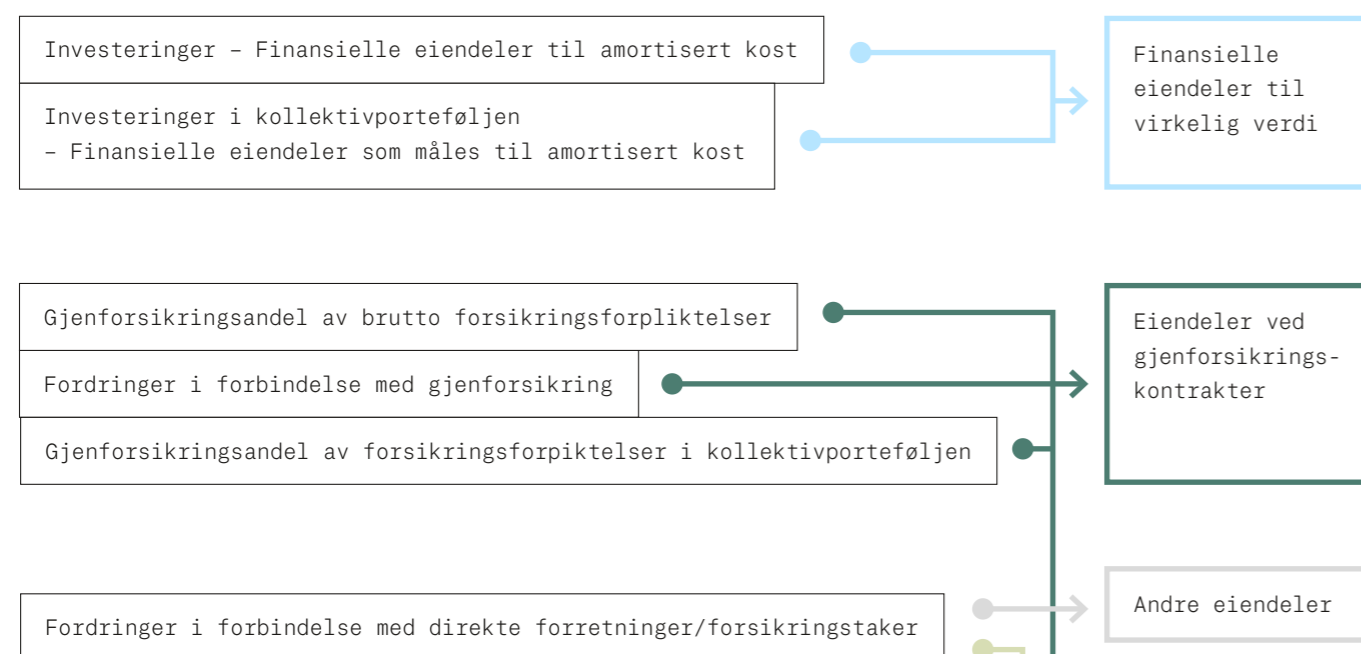 Investeringer – Finansielle eiendeler til amortisert kost
Investeringer i kollektivporteføljen
– Finansielle eiendeler som måles til amortisert kost
Finansielle
eiendeler til
virkelig verdi
Gjenforsikringsandel av brutto forsikringsforpliktelser
Fordringer i forbindelse med gjenforsikring
Gjenforsikringsandel av forsikringsforpiktelser i kollektivporteføljen
Eiendeler ved
gjenforsikrings-
kontrakter
Fordringer i forbindelse med direkte forretninger/forsikringstaker
Andre eiendeler